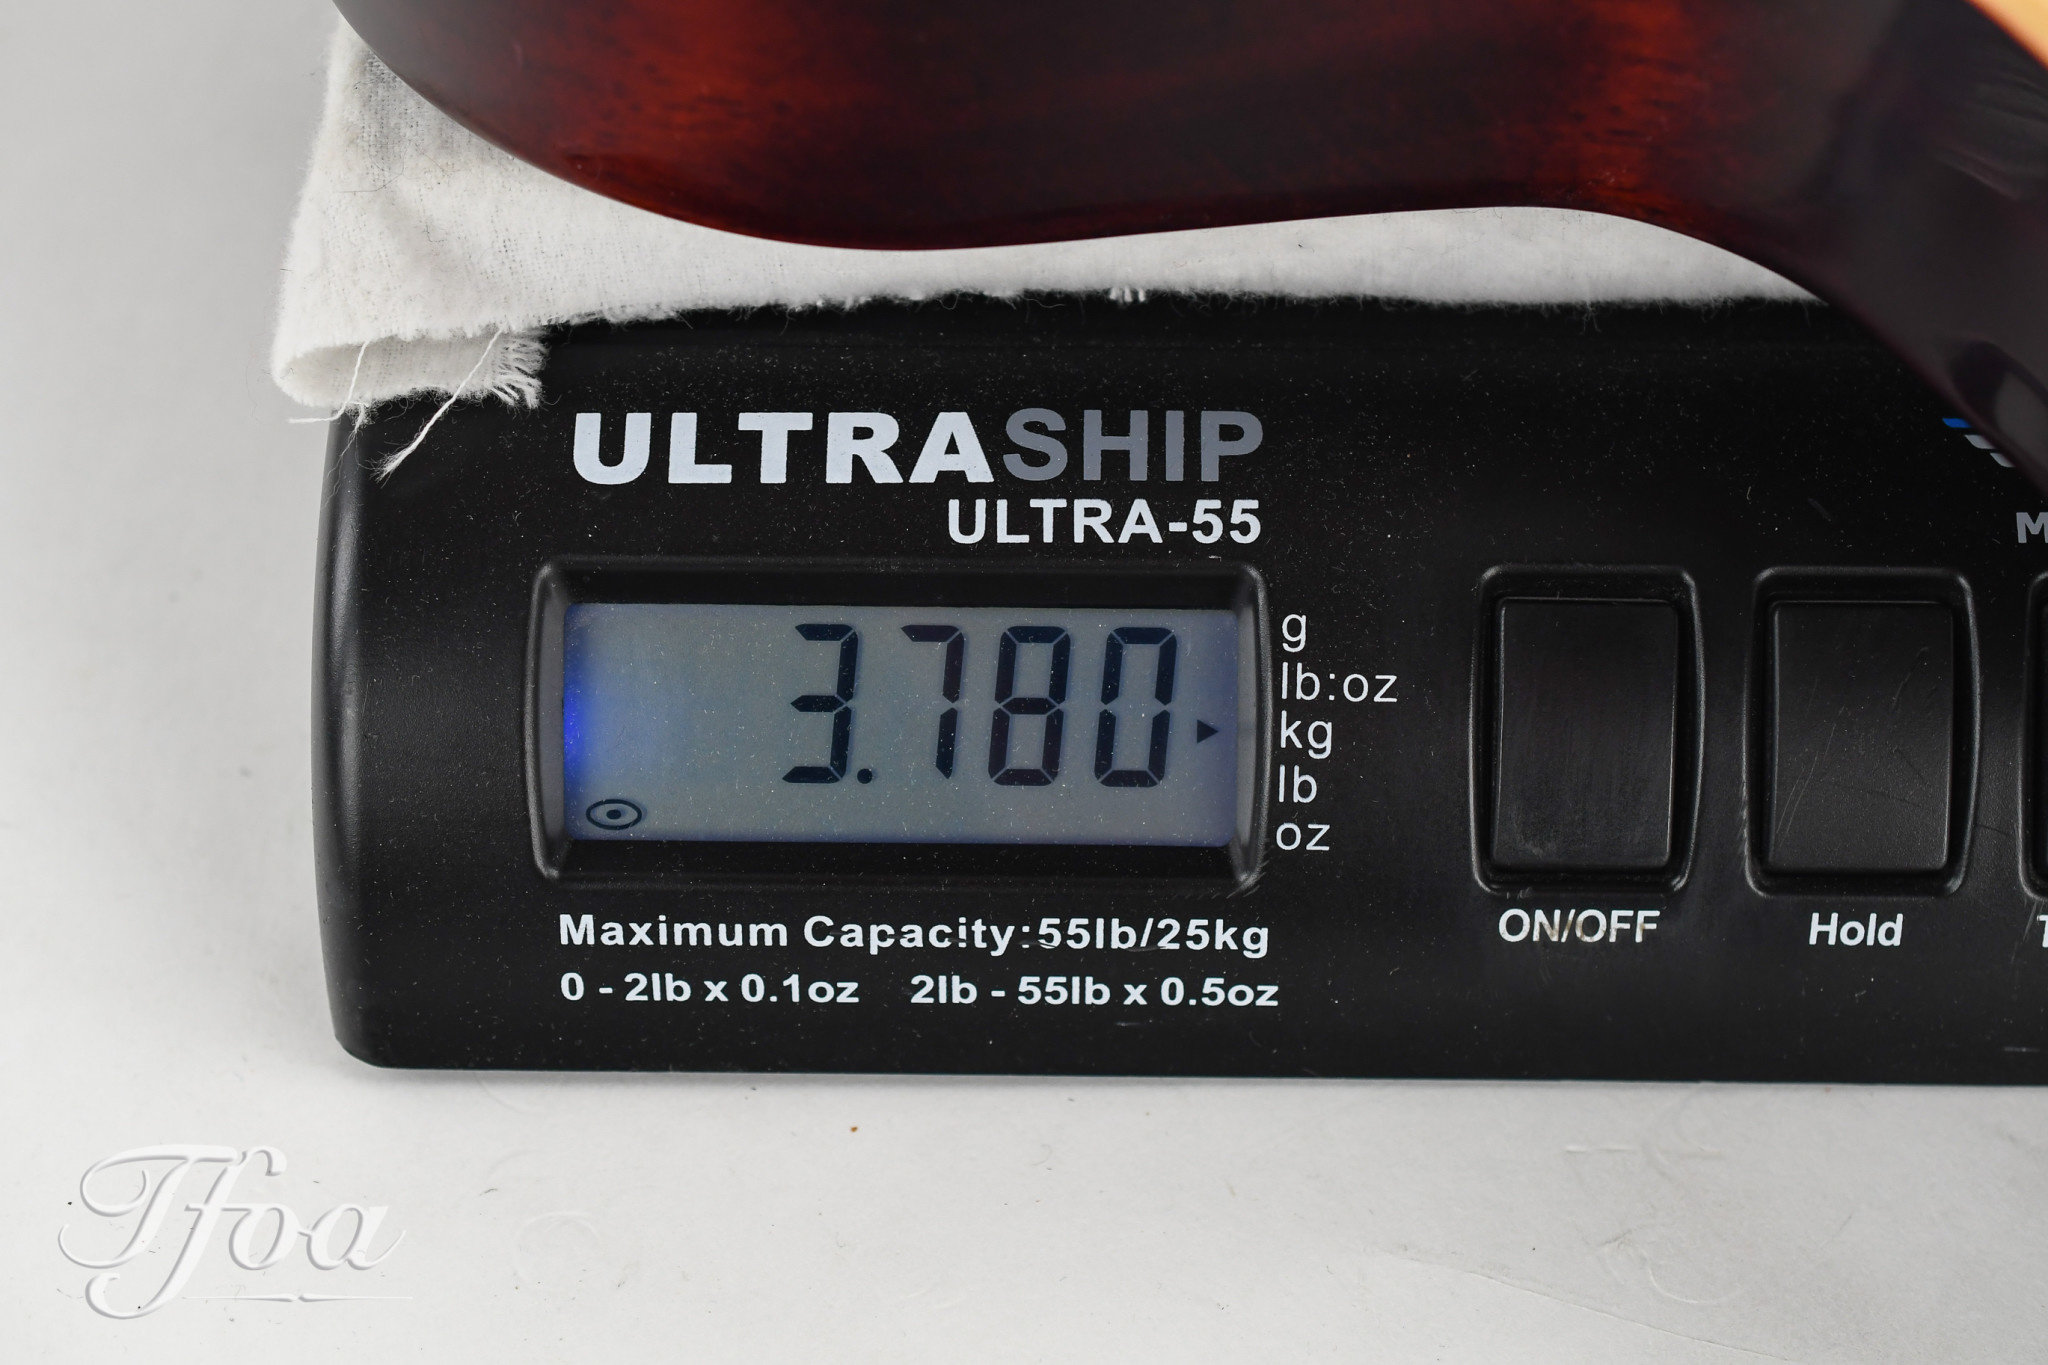 ULTRASHIP
ULTRA-55
3.780
g
lb:oz
kg
lb
oz
Maximum Capacity:55lb/25kg
0 - 2lb x 0.1oz 2lb - 55lb x 0.5oz
ON/OFF
Hold
Tfoa